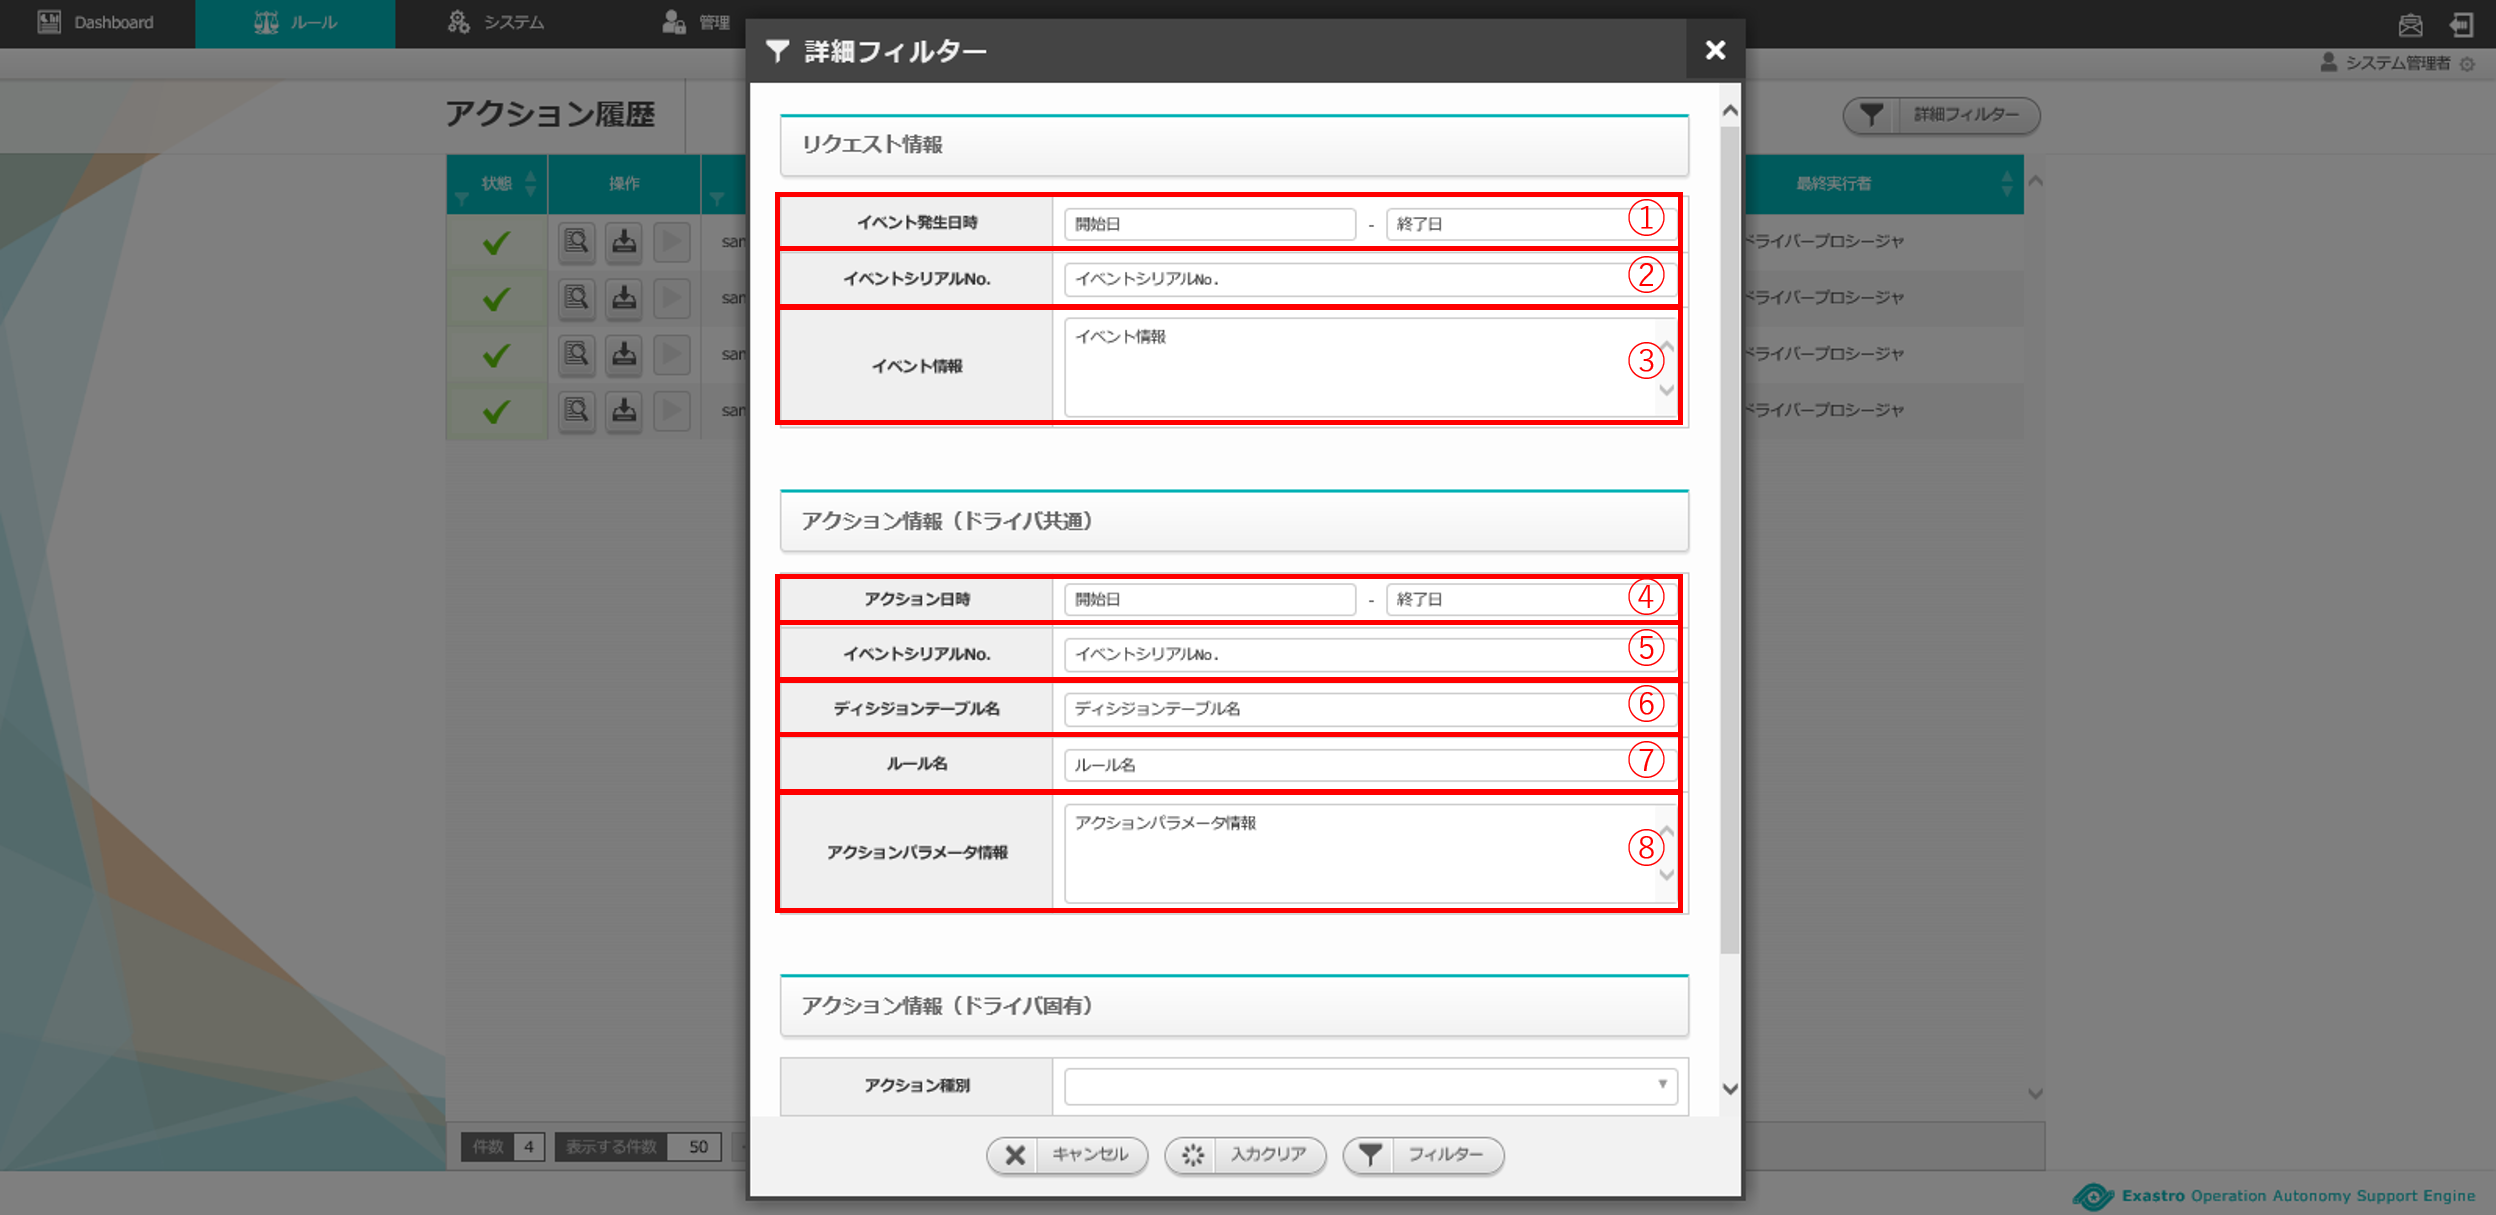 Dashboard
ルール
システム
管理
システム管理者
アクション履歴
詳細フィルター
状態
操作
最終実行者
san
ドライバープロシージャ
san
ドライバープロシージャ
san
ドライバープロシージャ
san
ドライバープロシージャ
件数 4
表示する件数 50
詳細フィルター
リクエスト情報
イベント発生日時
開始日 - 終了日
①
イベントシリアルNo.
イベントシリアルNo.
②
イベント情報
イベント情報
③
アクション情報（ドライバ共通）
アクション日時
開始日 - 終了日
④
イベントシリアルNo.
イベントシリアルNo.
⑤
ディシジョンテーブル名
ディシジョンテーブル名
⑥
ルール名
ルール名
⑦
アクションパラメータ情報
アクションパラメータ情報
⑧
アクション情報（ドライバ固有）
アクション種別
キャンセル
入力クリア
フィルター
Exastro Operation Autonomy Support Engine